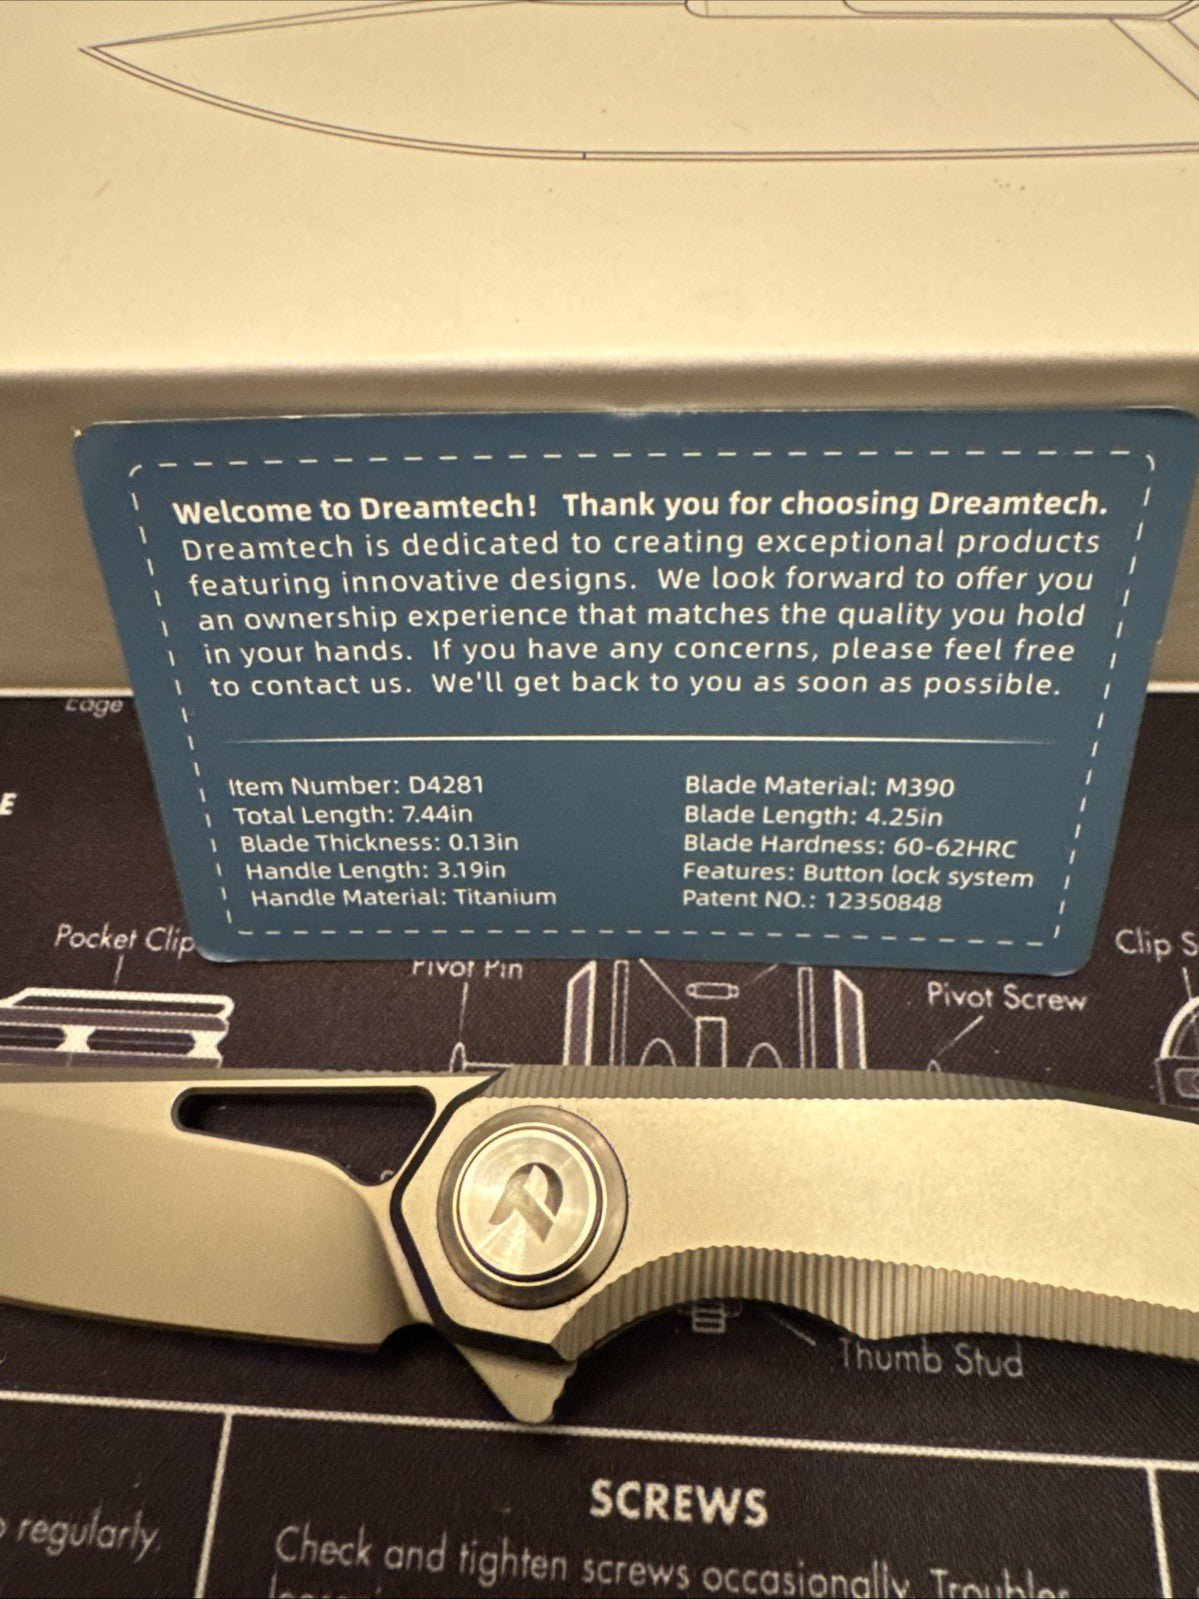 Welcome to Dreamtech! Thank you for choosing Dreamtech.
Dreamtech is dedicated to creating exceptional products
featuring innovative designs. We look forward to offer you
an ownership experience that matches the quality you hold
in your hands. If you have any concerns, please feel free
to contact us. We'll get back to you as soon as possible.
Edge
E
Item Number: D4281
Total Length: 7.44in
Blade Thickness: 0.13in
Handle Length: 3.19in
Handle Material: Titanium
Blade Material: M390
Blade Length: 4.25in
Blade Hardness: 60-62HRC
Features: Button lock system
Patent NO.: 12350848
Pocket Clip
Pivot Pin
Pivot Screw
Clip S
Thumb Stud
SCREWS
regularly.
Check and tighten screws occasionally.